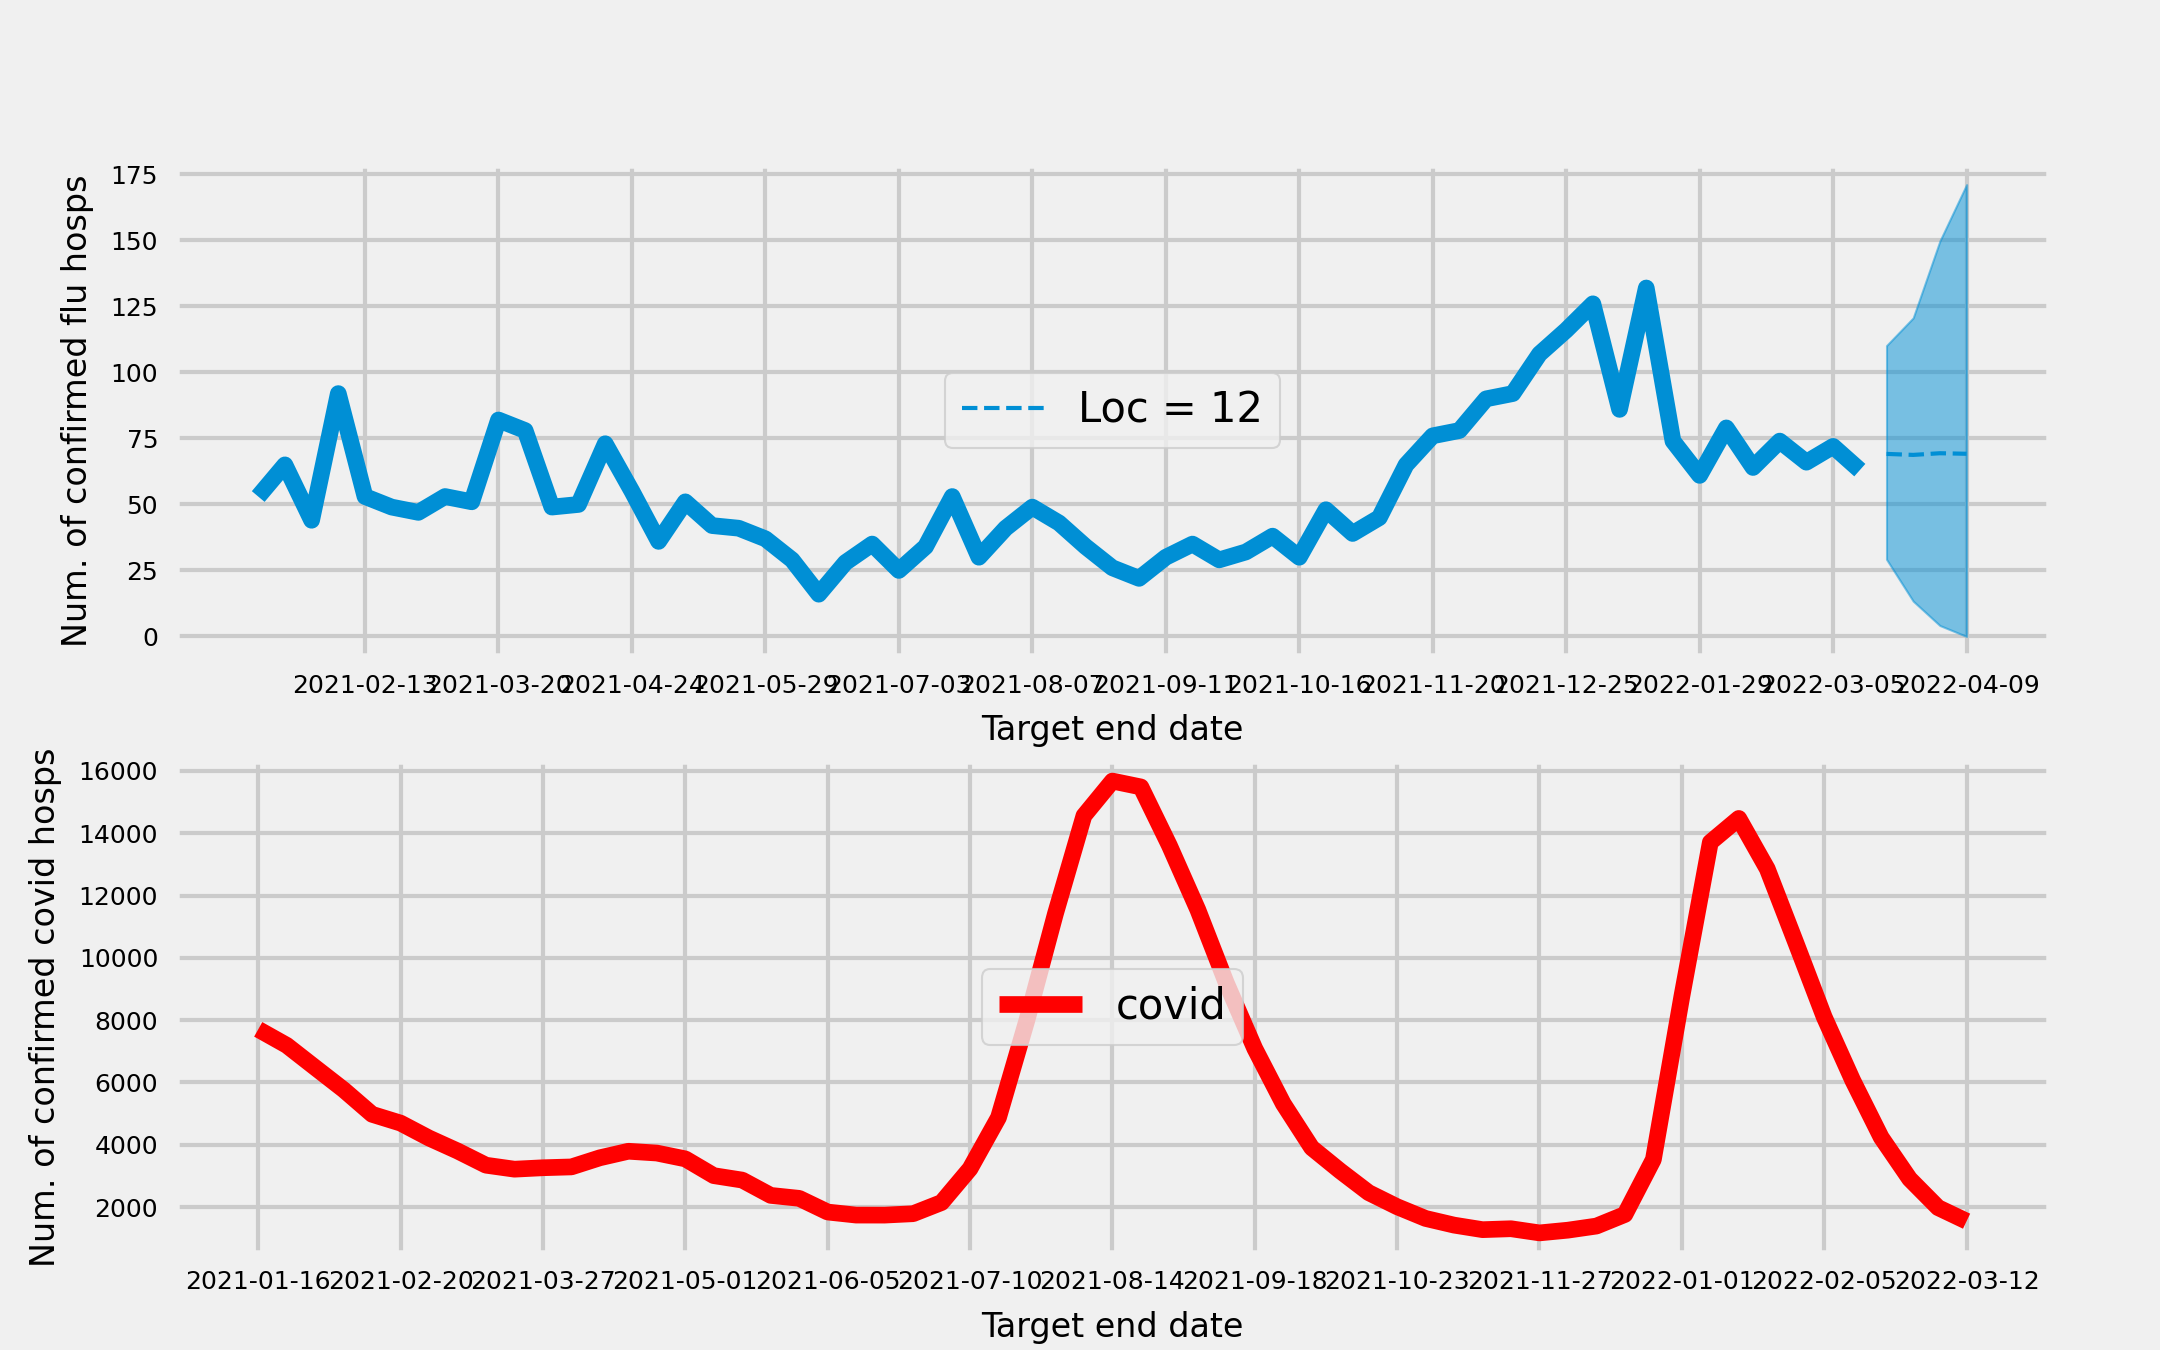 Num. of confirmed flu hosps
175
150
125
100
75
50
25
0
Loc = 12
2021-02-13 2021-03-20 2021-04-24 2021-05-29 2021-07-03 2021-08-07 2021-09-11 2021-10-16 2021-11-20 2021-12-25 2022-01-29 2022-03-05 2022-04-09
Target end date
Num. of confirmed covid hosps
16000
14000
12000
10000
8000
6000
4000
2000
covid
2021-01-16 2021-02-20 2021-03-27 2021-05-01 2021-06-05 2021-07-10 2021-08-14 2021-09-18 2021-10-23 2021-11-27 2022-01-01 2022-02-05 2022-03-12
Target end date